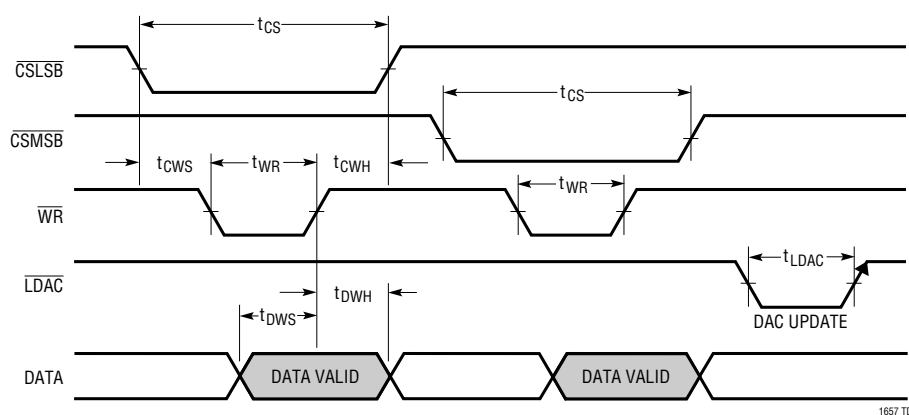 tCS
CSLSB
tCS
CSMSB
tCWS tWR tCWH
tWR
WR
tLDAC
LDAC
tDWH
tDWS
DAC UPDATE
DATA DATA VALID DATA VALID